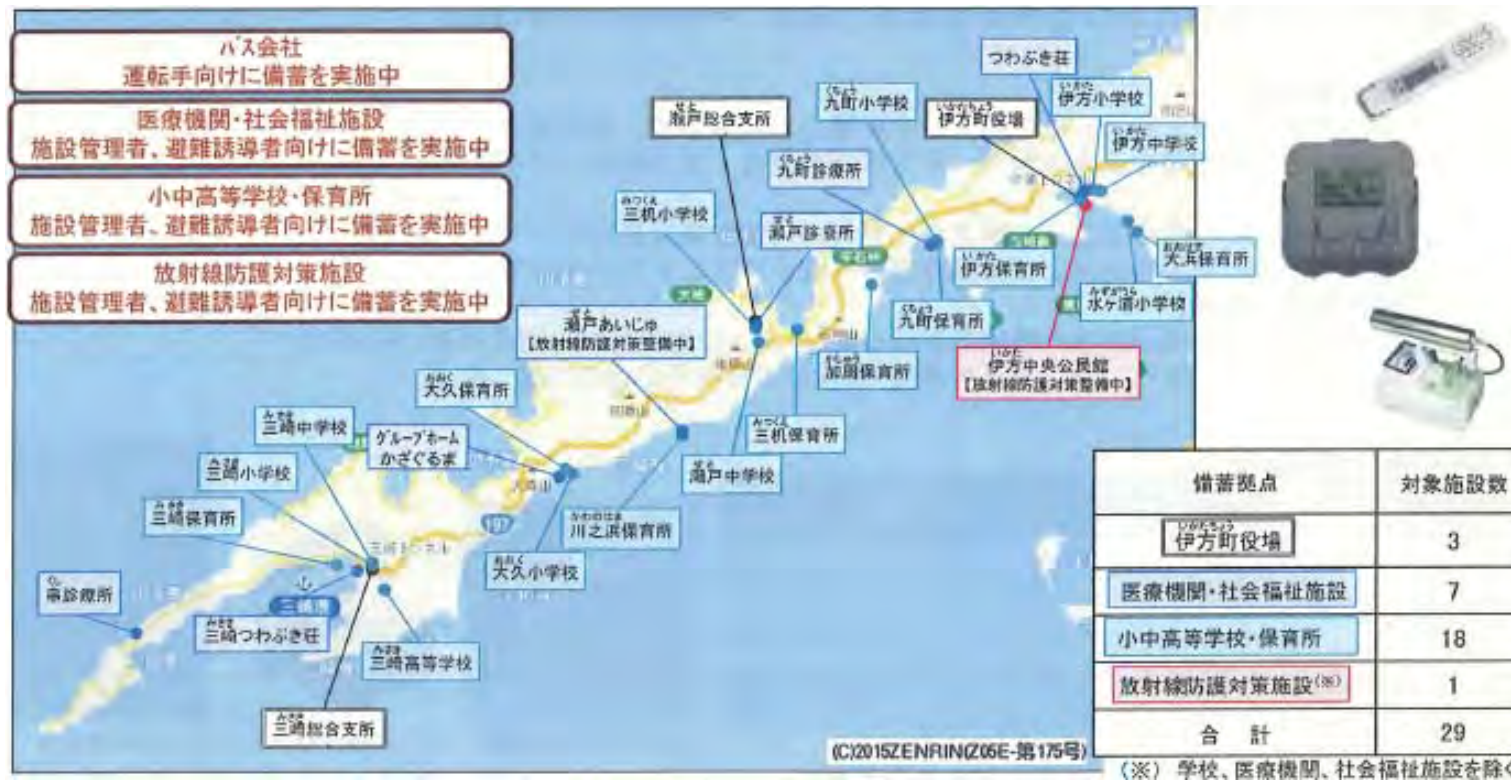 バス会社
運転手向けに備蓄を実施中
医療機関・社会福祉施設
施設管理者、避難誘導者向けに備蓄を実施中
小中高等学校・保育所
施設管理者、避難誘導者向けに備蓄を実施中
放射線防護対策施設
施設管理者、避難誘導者向けに備蓄を実施中
つわぶき荘
伊方小学校
九町小学校
瀬戸総合支所
伊方町役場
伊方中学校
九町診療所
三机小学校
瀬戸診療所
伊方保育所
大浜保育所
水ヶ浦小学校
九町保育所
瀬戸あいじゅ
【放射線防護対策整備中】
伊方中央公民館
【放射線防護対策整備中】
加周保育所
大久保育所
三崎中学校
グループホーム
かざぐるま
三机保育所
瀬戸中学校
三崎小学校
三崎保育所
川之浜保育所
197
大久小学校
串診療所
三崎港
三崎つわぶき荘
三崎高等学校
三崎総合支所
(C)2015ZENRIN(Z05E-第175号)
備蓄拠点 対象施設数
伊方町役場 3
医療機関・社会福祉施設 7
小中高等学校・保育所 18
放射線防護対策施設(※) 1
合計 29
(※) 学校、医療機関、社会福祉施設を除く